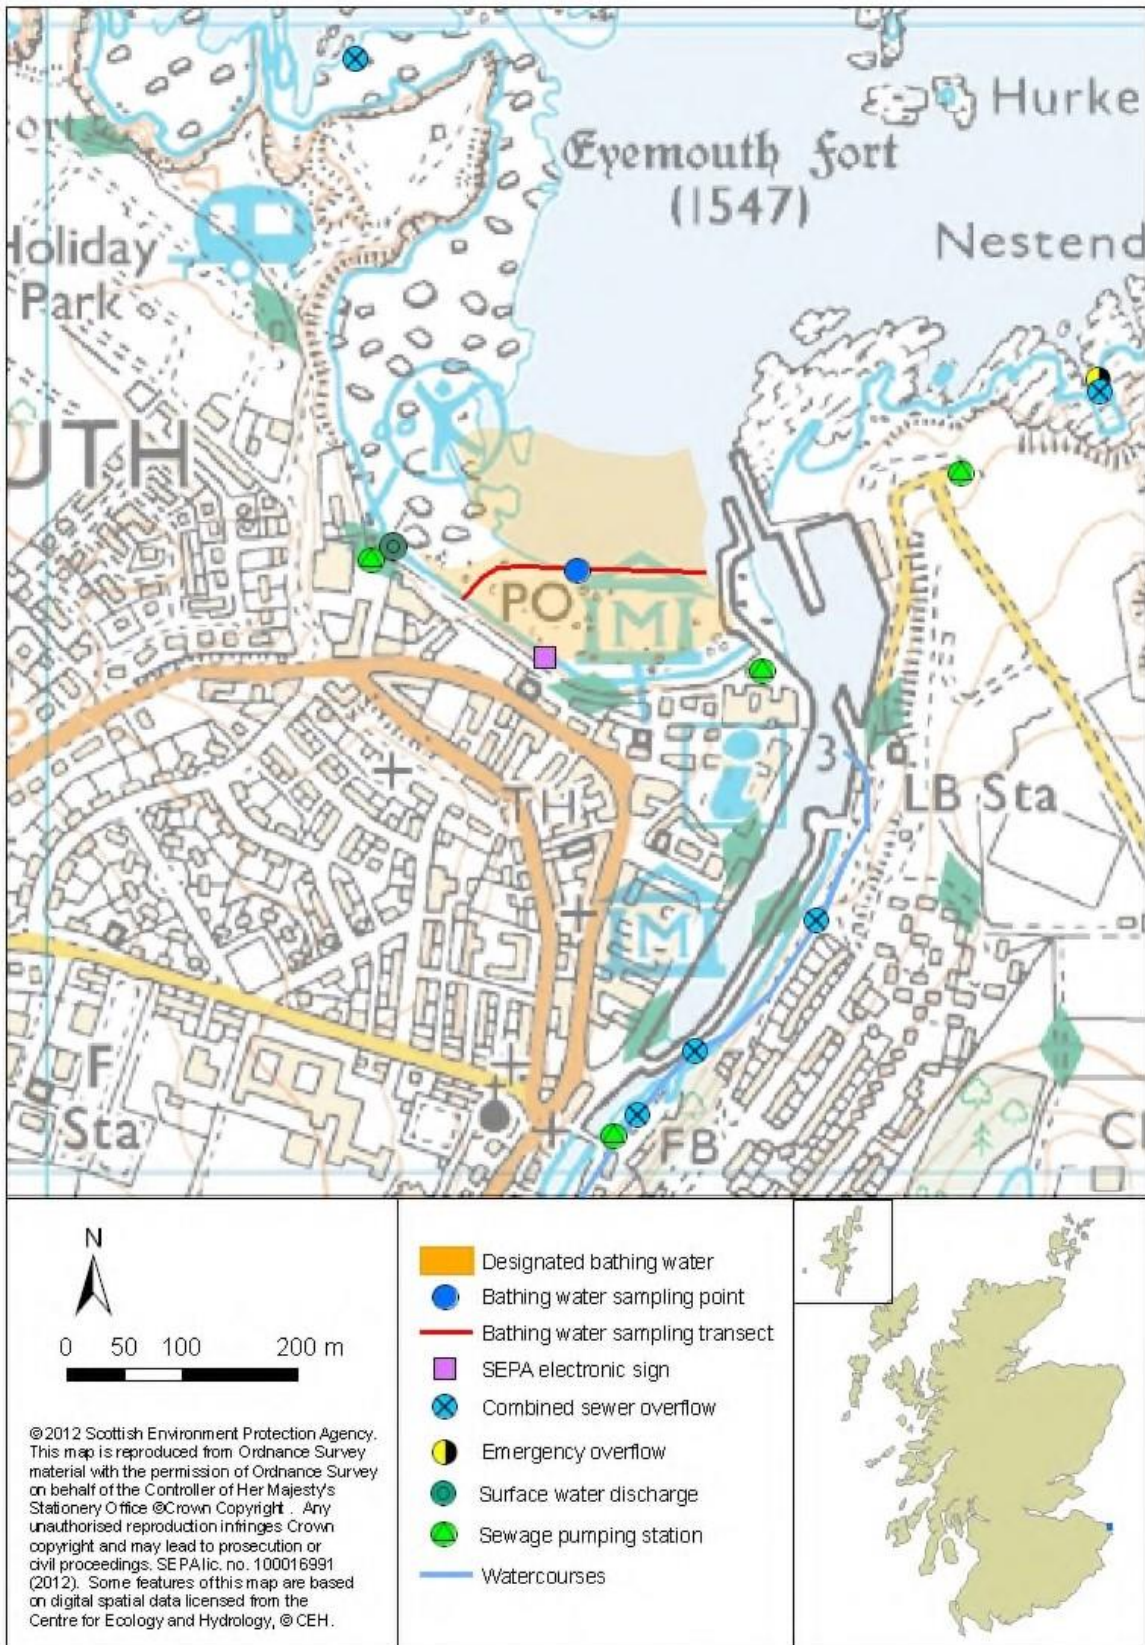 Hurke
Eyemouth Fort
(1547)
ort
Nestend
Holiday
Park
UTH
PO
M
i
3
TH
LB Sta
M
F
Sta
FB
C
N
0 50 100 200 m
©2012 Scottish Environment Protection Agency.
This map is reproduced from Ordnance Survey
material with the permission of Ordnance Survey
on behalf of the Controller of Her Majesty's
Stationery Office ©Crown Copyright . Any
unauthorised reproduction infringes Crown
copyright and may lead to prosecution or
civil proceedings. SEPA lic. no. 100016991
(2012). Some features of this map are based
on digital spatial data licensed from the
Centre for Ecology and Hydrology, © CEH.
Designated bathing water
Bathing water sampling point
Bathing water sampling transect
SEPA electronic sign
Combined sewer overflow
Emergency overflow
Surface water discharge
Sewage pumping station
Watercourses